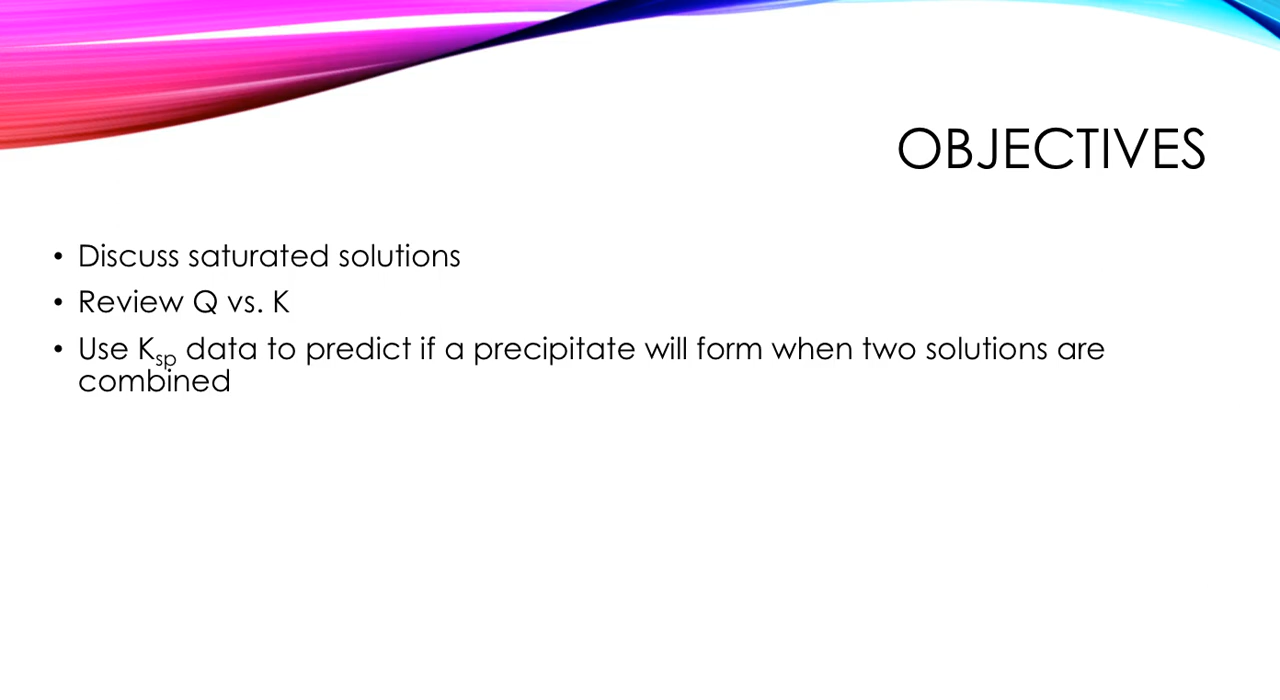 OBJECTIVES
• Discuss saturated solutions
• Review Q vs. K
• Use Ksp data to predict if a precipitate will form when two solutions are
combined